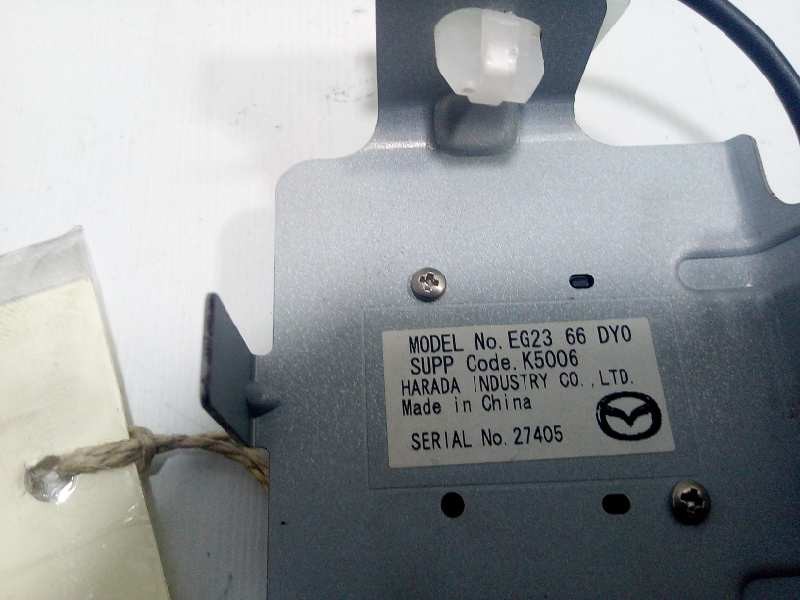 MODEL No. EG23 66 DY0
SUPP Code. K5006
HARADA INDUSTRY CO.,LTD.
Made in China
SERIAL No. 27405